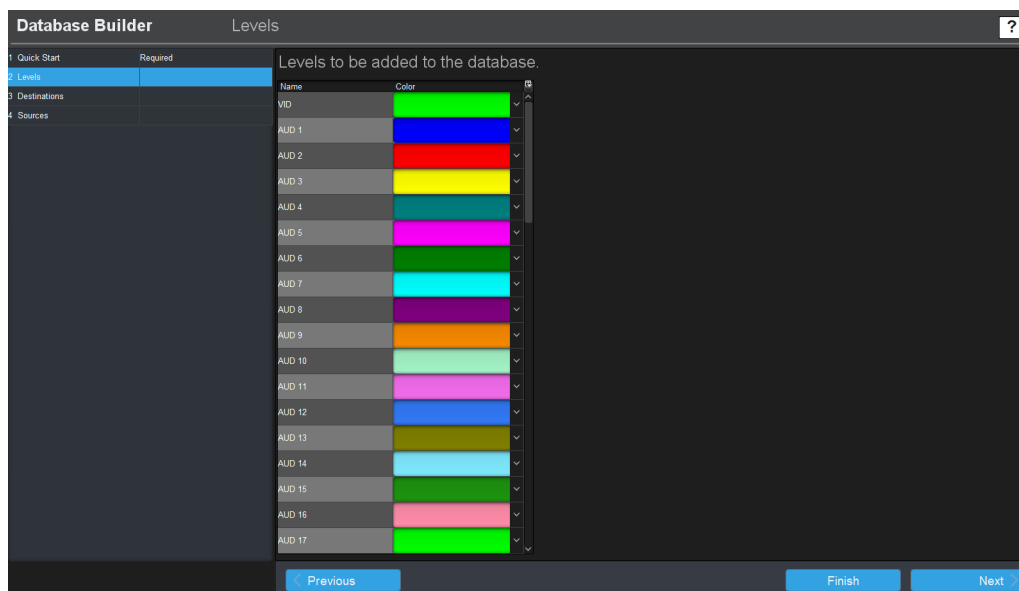 Database Builder Levels ?
1 Quick Start Required
2 Levels
3 Destinations
4 Sources
Levels to be added to the database.
Name Color
VID
AUD 1
AUD 2
AUD 3
AUD 4
AUD 5
AUD 6
AUD 7
AUD 8
AUD 9
AUD 10
AUD 11
AUD 12
AUD 13
AUD 14
AUD 15
AUD 16
AUD 17
Previous Finish Next